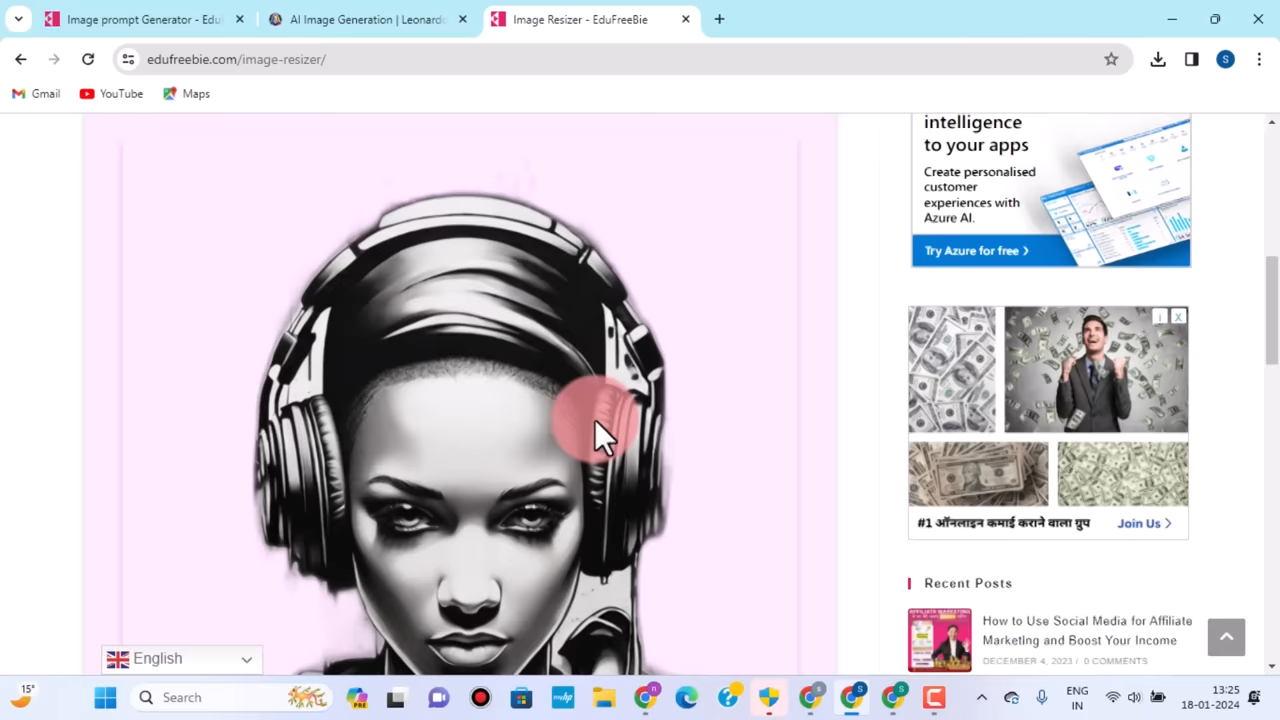 Image prompt Generator - Edu
AI Image Generation | Leonardo
Image Resizer - EduFreeBie
edufreebie.com/image-resizer/
S
Gmail
YouTube
Maps
intelligence
to your apps
Create personalised
customer
experiences with
Azure AI.
Try Azure for free >
#1 ऑनलाइन कमाई कराने वाला ग्रुप
Join Us >
Recent Posts
How to Use Social Media for Affiliate
Marketing and Boost Your Income
DECEMBER 4, 2023 / 0 COMMENTS
English
15°
Search
PRE
ENG
IN
13:25
18-01-2024